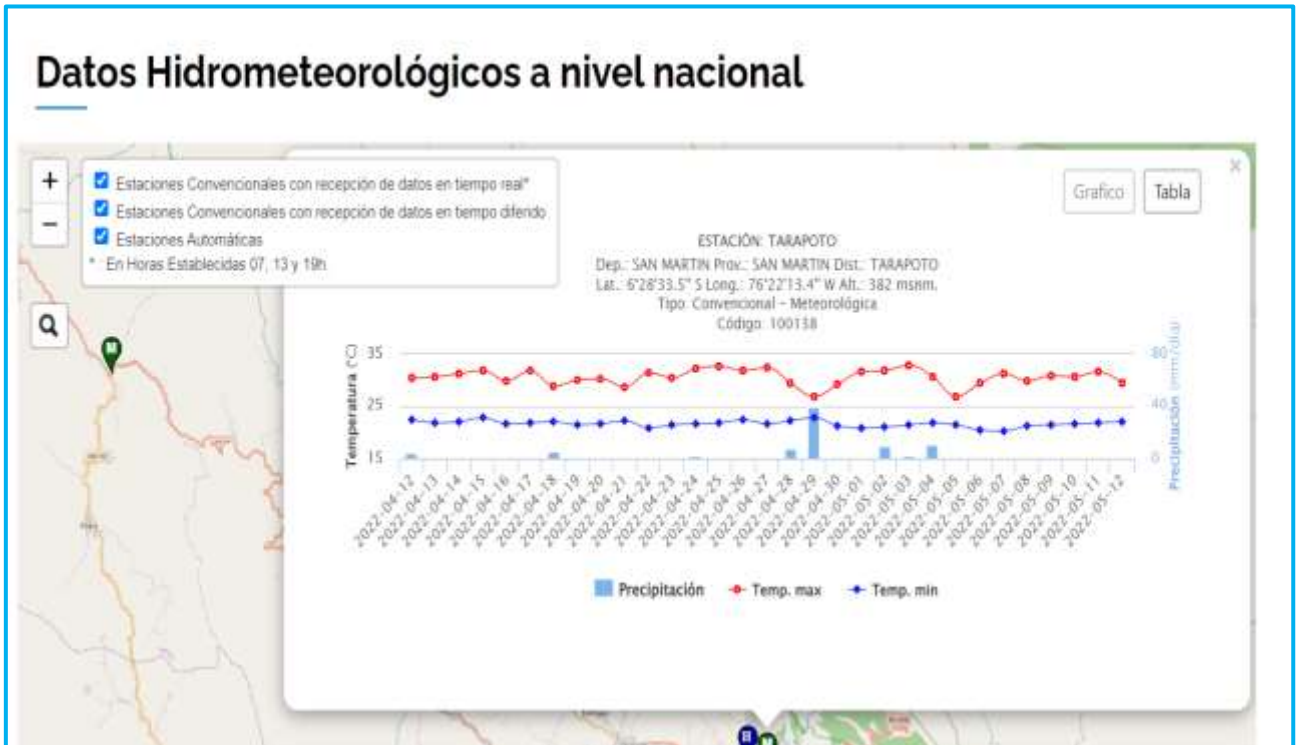 Datos Hidrometeorológicos a nivel nacional
+
−
Estaciones Convencionales con recepción de datos en tiempo real*
Estaciones Convencionales con recepción de datos en tiempo diferido
Estaciones Automáticas
* : En Horas Establecidas 07, 13 y 19h
×
Grafico
Tabla
ESTACIÓN: TARAPOTO
Dep.: SAN MARTIN Prov.: SAN MARTIN Dist.: TARAPOTO
Lat.: 6°28'33.5" S Long.: 76°22'13.4" W Alt.: 382 msnm.
Tipo: Convencional - Meteorológica
Código: 100138
Temperatura (°C)
35
25
15
80
40
0
Precipitación (mm/día)
2022-04-12
2022-04-13
2022-04-14
2022-04-15
2022-04-16
2022-04-17
2022-04-18
2022-04-19
2022-04-20
2022-04-21
2022-04-22
2022-04-23
2022-04-24
2022-04-25
2022-04-26
2022-04-27
2022-04-28
2022-04-29
2022-04-30
2022-05-01
2022-05-02
2022-05-03
2022-05-04
2022-05-05
2022-05-06
2022-05-07
2022-05-08
2022-05-09
2022-05-10
2022-05-11
2022-05-12
Precipitación
Temp. max
Temp. min
M
H
M